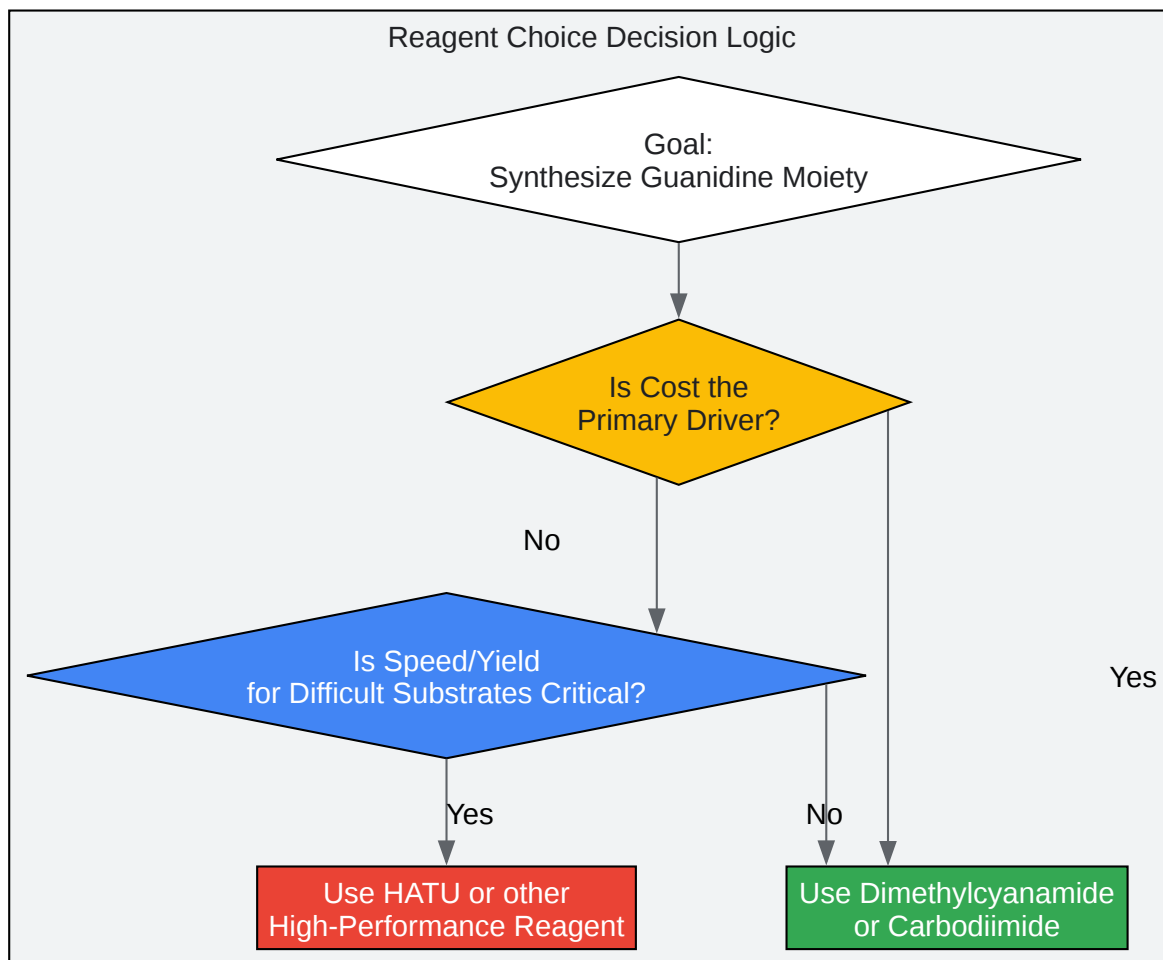 Reagent Choice Decision Logic
Goal:
Synthesize Guanidine Moiety
Is Cost the
Primary Driver?
No
Is Speed/Yield
for Difficult Substrates Critical?
Yes
Yes
No
Use HATU or other
High-Performance Reagent
Use Dimethylcyanamide
or Carbodiimide